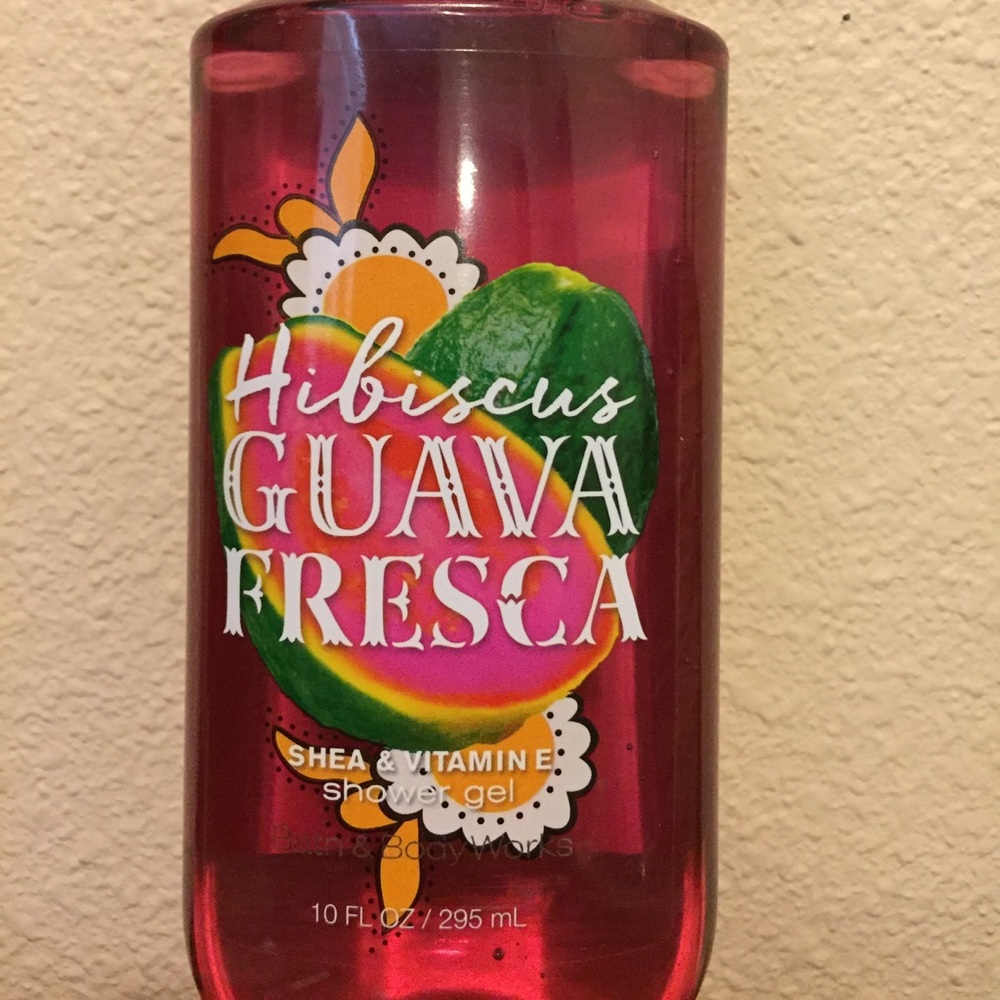 Hibiscus
GUAVA
FRESCA
SHEA & VITAMIN E
shower gel
Bath & Body Works
10 FL OZ / 295 mL